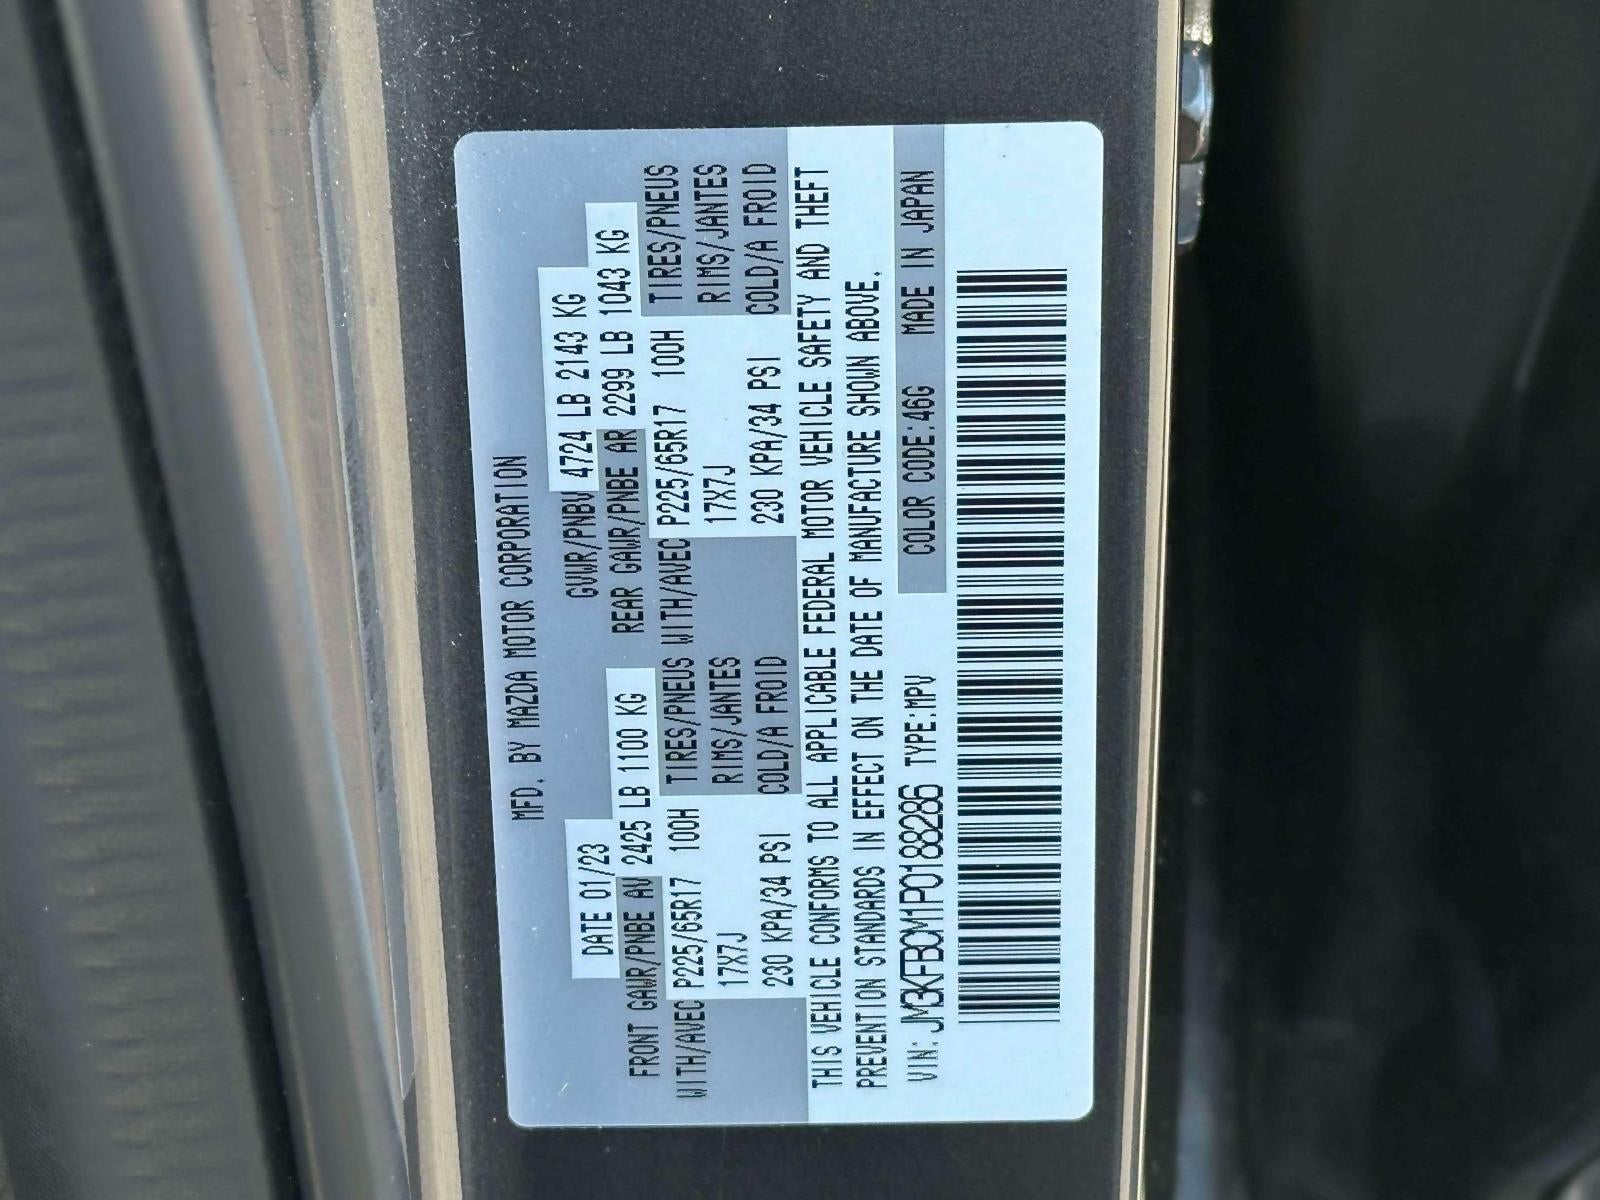 MFD. BY MAZDA MOTOR CORPORATION
DATE 01/23 GVWR/PNBV 4724 LB 2143 KG
FRONT GAWR/PNBE AV 2425 LB 1100 KG REAR GAWR/PNBE AR 2299 LB 1043 KG
WITH/AVEC P225/65R17 100H TIRES/PNEUS WITH/AVEC P225/65R17 100H TIRES/PNEUS
17X7J RIMS/JANTES 17X7J RIMS/JANTES
230 KPA/34 PSI COLD/A FROID 230 KPA/34 PSI COLD/A FROID
THIS VEHICLE CONFORMS TO ALL APPLICABLE FEDERAL MOTOR VEHICLE SAFETY AND THEFT
PREVENTION STANDARDS IN EFFECT ON THE DATE OF MANUFACTURE SHOWN ABOVE.
VIN: JM3KFBCM1P0188286 TYPE:MPV COLOR CODE:46G MADE IN JAPAN